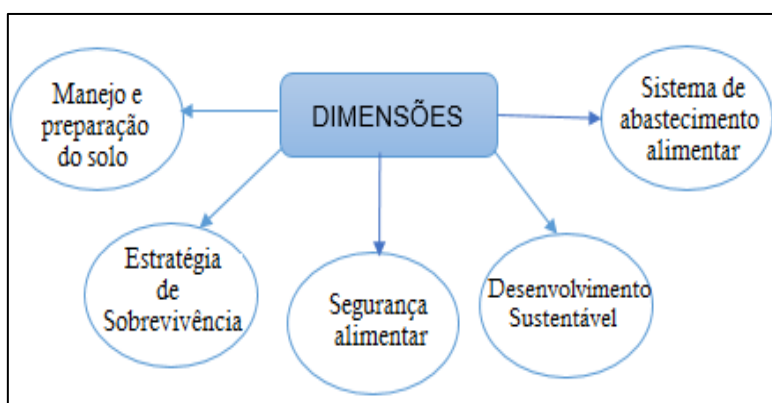 DIMENSÕES
Manejo e
preparação
do solo
Estratégia
de
Sobrevivência
Segurança
alimentar
Desenvolvimento
Sustentável
Sistema de
abastecimento
alimentar